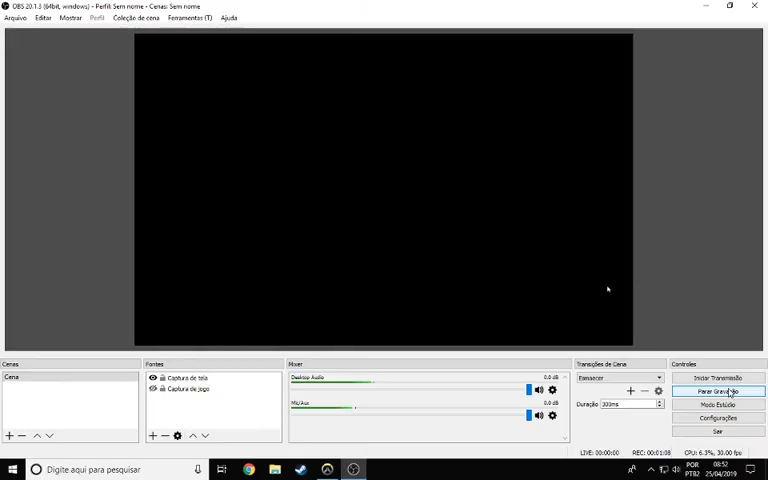 OBS 20.1.3 (64bit, windows) - Perfil: Sem nome - Cenas: Sem nome
Arquivo Editar Mostrar Perfil Coleção de cena Ferramentas (T) Ajuda
Cenas Fontes Mixer Transições de Cena Controles
Cena
Captura de tela
Captura de jogo
Desktop Audio 0.0 dB
Mic/Aux 0.0 dB
Esmaecer
Duração 300ms
Iniciar Transmissão
Parar Gravação
Modo Estúdio
Configurações
Sair
LIVE: 00:00:00 REC: 00:01:08 CPU: 6.3%, 30.00 fps
Digite aqui para pesquisar
POR
PTB2
08:52
25/04/2019